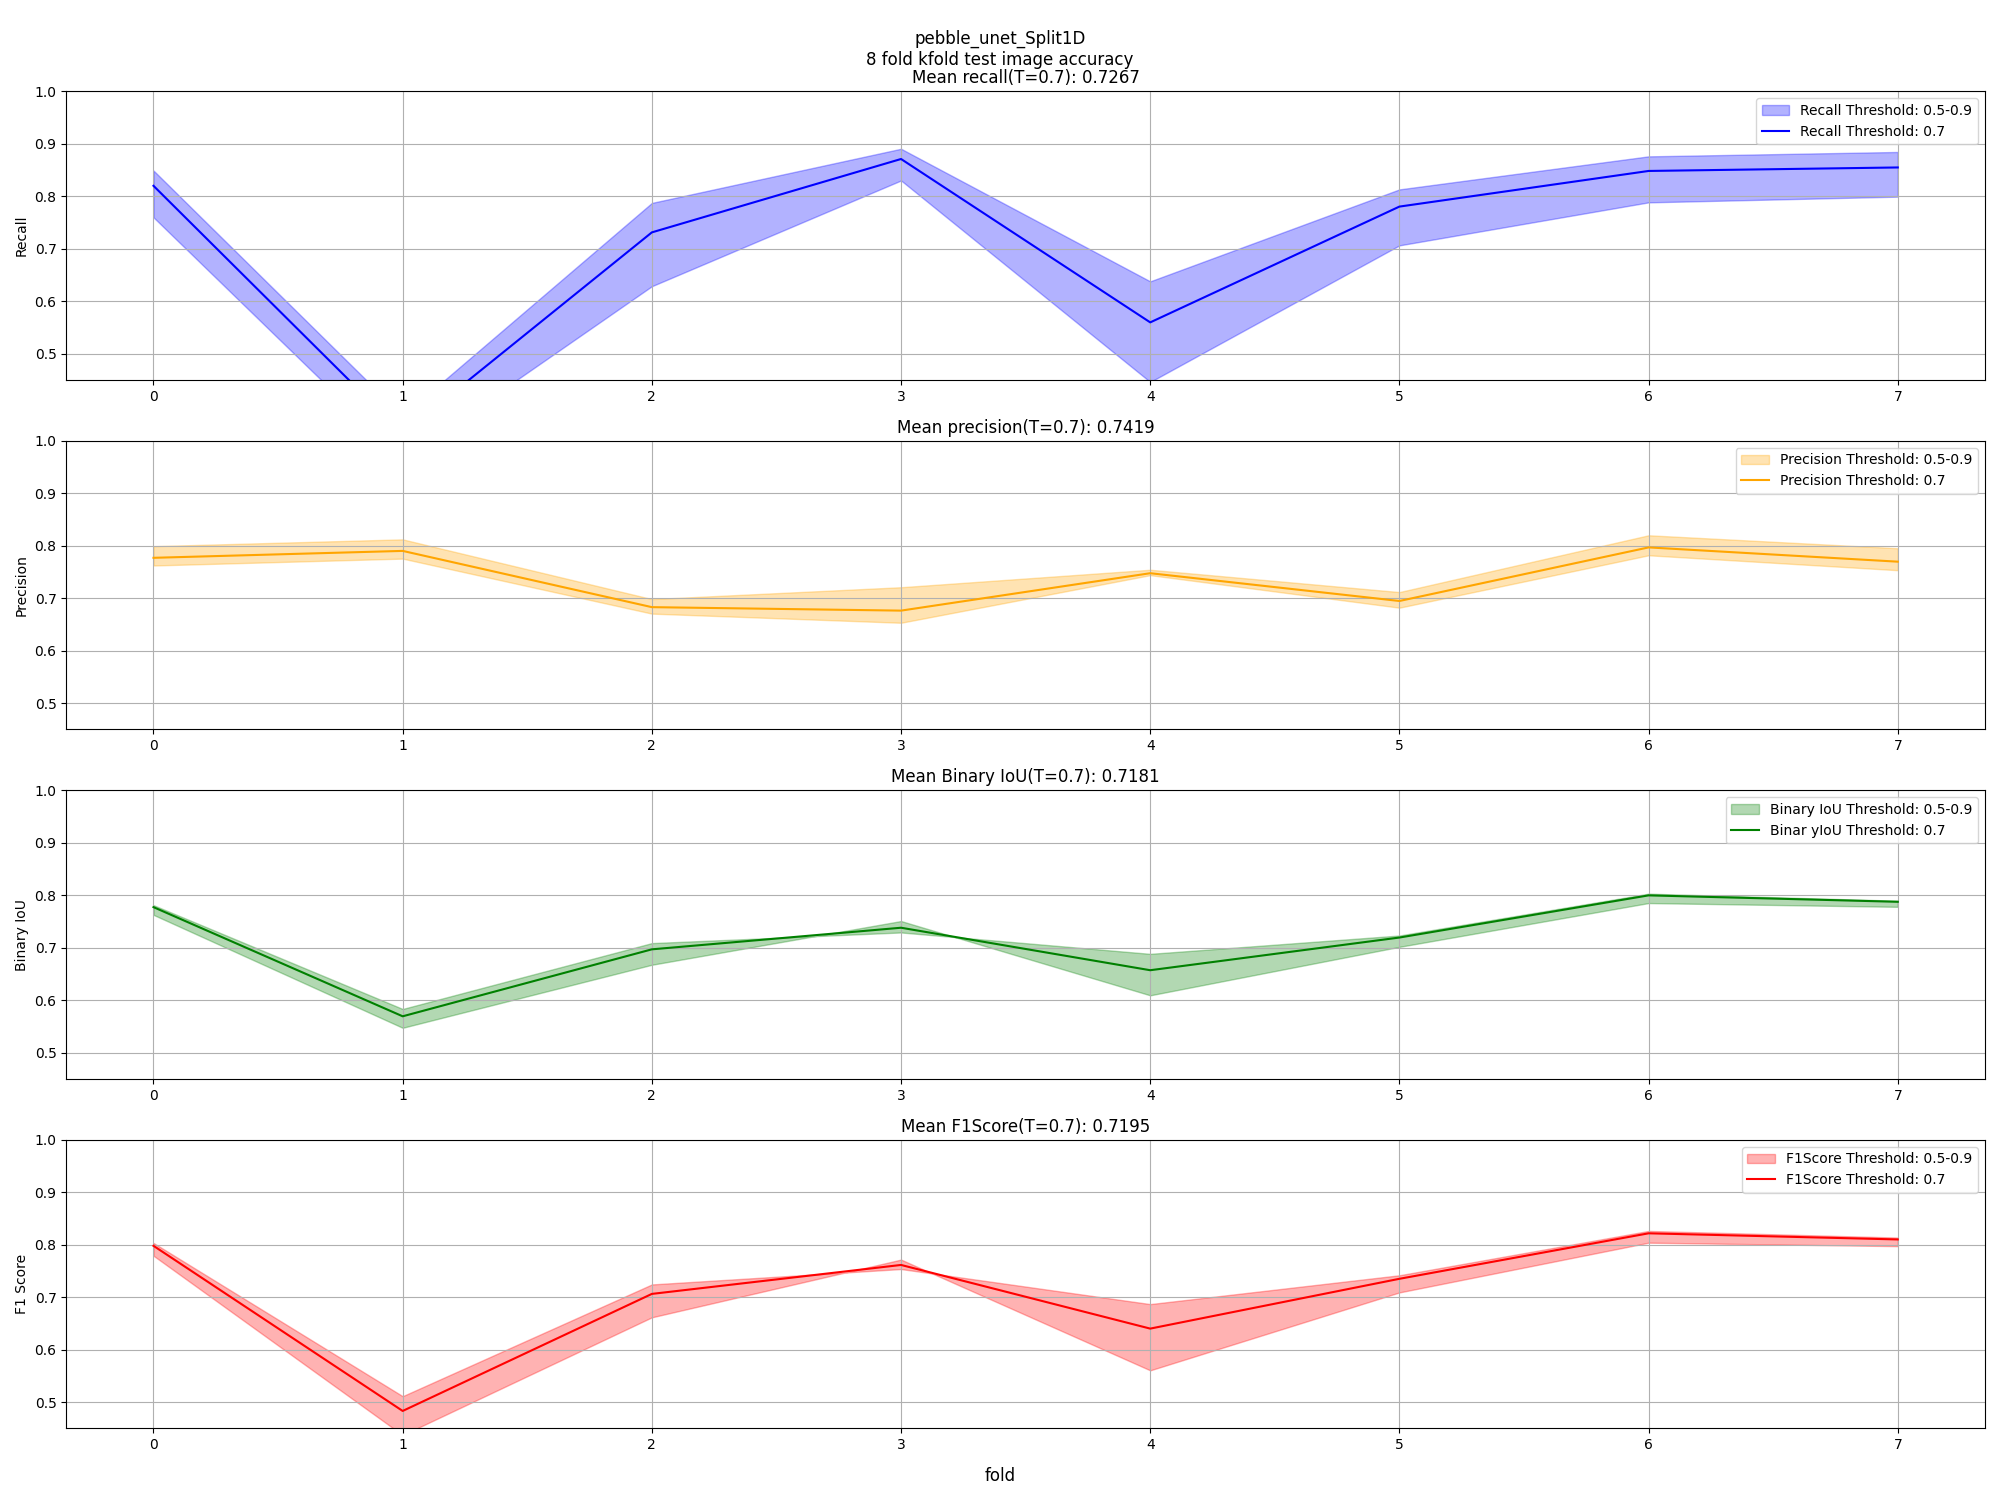 pebble_unet_Split1D
8 fold kfold test image accuracy
Mean recall(T=0.7): 0.7267
1.0
0.9
0.8
0.7
0.6
0.5
Recall
Recall Threshold: 0.5-0.9
Recall Threshold: 0.7
0 1 2 3 4 5 6 7
Mean precision(T=0.7): 0.7419
1.0
0.9
0.8
0.7
0.6
0.5
Precision
Precision Threshold: 0.5-0.9
Precision Threshold: 0.7
0 1 2 3 4 5 6 7
Mean Binary IoU(T=0.7): 0.7181
1.0
0.9
0.8
0.7
0.6
0.5
Binary IoU
Binary IoU Threshold: 0.5-0.9
Binar yIoU Threshold: 0.7
0 1 2 3 4 5 6 7
Mean F1Score(T=0.7): 0.7195
1.0
0.9
0.8
0.7
0.6
0.5
F1 Score
F1Score Threshold: 0.5-0.9
F1Score Threshold: 0.7
0 1 2 3 4 5 6 7
fold